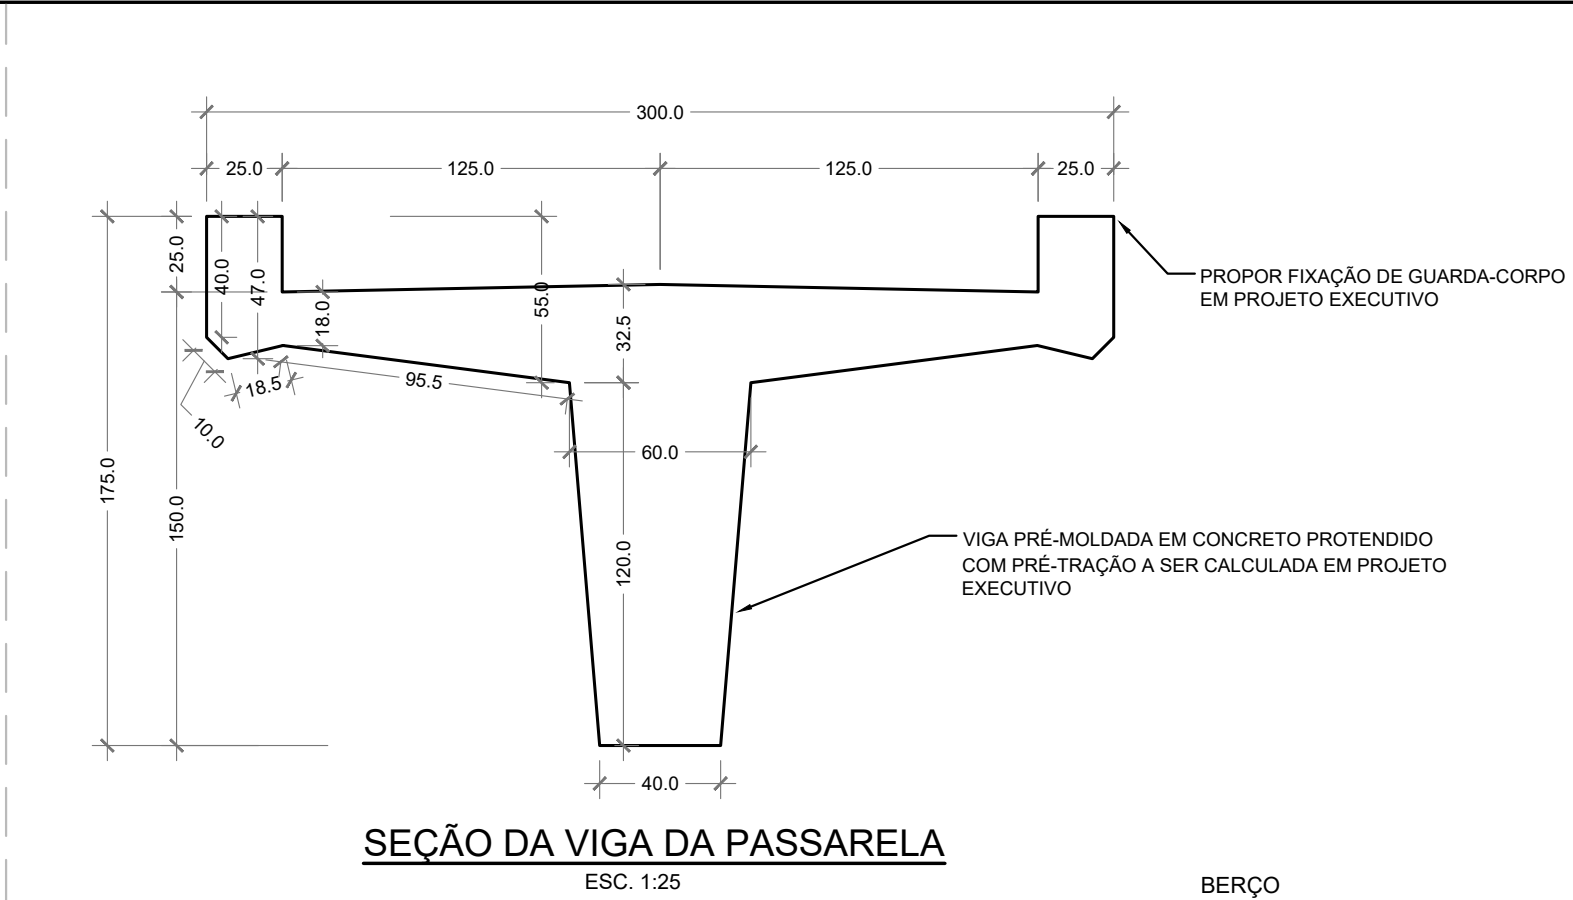 300.0
25.0
125.0
125.0
25.0
25.0
40.0
47.0
18.0
55.0
32.5
PROPOR FIXAÇÃO DE GUARDA-CORPO
EM PROJETO EXECUTIVO
18.5
95.5
10.0
60.0
175.0
150.0
120.0
VIGA PRÉ-MOLDADA EM CONCRETO PROTENDIDO
COM PRÉ-TRAÇÃO A SER CALCULADA EM PROJETO
EXECUTIVO
40.0
SEÇÃO DA VIGA DA PASSARELA
ESC. 1:25
BERÇO